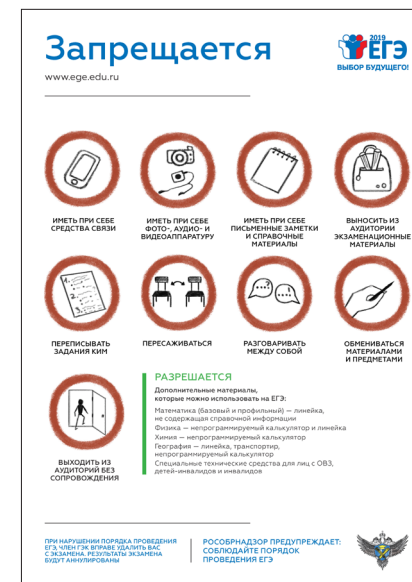 Запрещается
www.ege.edu.ru
2019
ЕГЭ
ВЫБОР БУДУЩЕГО!
ИМЕТЬ ПРИ СЕБЕ
СРЕДСТВА СВЯЗИ
ИМЕТЬ ПРИ СЕБЕ
ФОТО-, АУДИО- И
ВИДЕОАППАРАТУРУ
ИМЕТЬ ПРИ СЕБЕ
ПИСЬМЕННЫЕ ЗАМЕТКИ
И СПРАВОЧНЫЕ
МАТЕРИАЛЫ
ВЫНОСИТЬ ИЗ
АУДИТОРИИ
ЭКЗАМЕНАЦИОННЫЕ
МАТЕРИАЛЫ
ПЕРЕПИСЫВАТЬ
ЗАДАНИЯ КИМ
ПЕРЕСАЖИВАТЬСЯ
РАЗГОВАРИВАТЬ
МЕЖДУ СОБОЙ
ОБМЕНИВАТЬСЯ
МАТЕРИАЛАМИ
И ПРЕДМЕТАМИ
ВЫХОДИТЬ ИЗ
АУДИТОРИЙ БЕЗ
СОПРОВОЖДЕНИЯ
РАЗРЕШАЕТСЯ
Дополнительные материалы,
которые можно использовать на ЕГЭ:
Математика (базовый и профильный) — линейка,
не содержащая справочной информации
Физика — непрограммируемый калькулятор и линейка
Химия — непрограммируемый калькулятор
География — линейка, транспортир,
непрограммируемый калькулятор
Специальные технические средства для лиц с ОВЗ,
детей-инвалидов и инвалидов
ПРИ НАРУШЕНИИ ПОРЯДКА ПРОВЕДЕНИЯ
ЕГЭ, ЧЛЕН ГЭК ВПРАВЕ УДАЛИТЬ ВАС
С ЭКЗАМЕНА. РЕЗУЛЬТАТЫ ЭКЗАМЕНА
БУДУТ АННУЛИРОВАНЫ
РОСОБРНАДЗОР ПРЕДУПРЕЖДАЕТ:
СОБЛЮДАЙТЕ ПОРЯДОК
ПРОВЕДЕНИЯ ЕГЭ